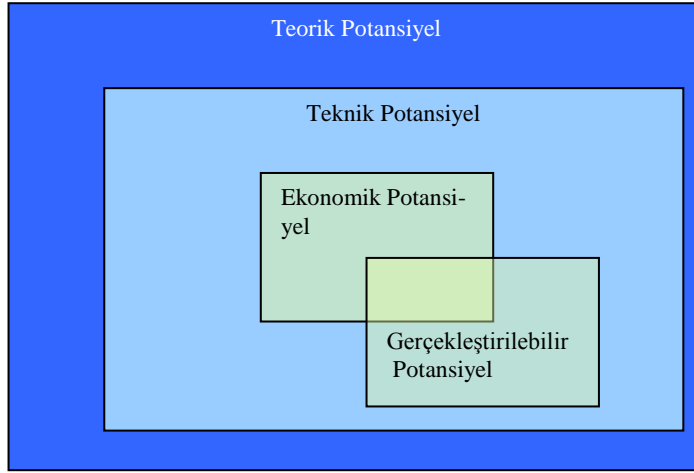 Teorik Potansiyel
Teknik Potansiyel
Ekonomik Potansi-
yel
Gerçekleştirilebilir
Potansiyel